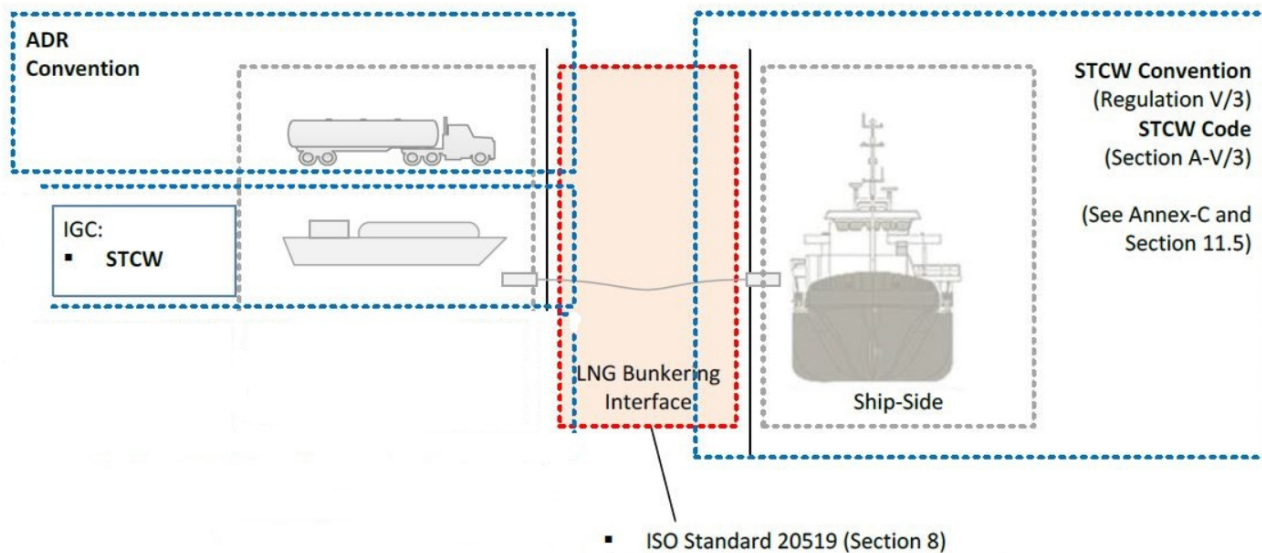 ADR
Convention
IGC:
▪ STCW
STCW Convention
(Regulation V/3)
STCW Code
(Section A-V/3)
(See Annex-C and
Section 11.5)
LNG Bunkering
Interface
Ship-Side
▪ ISO Standard 20519 (Section 8)